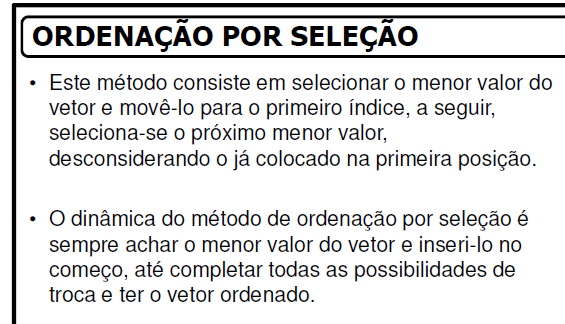 ORDENAÇÃO POR SELEÇÃO
• Este método consiste em selecionar o menor valor do
vetor e movê-lo para o primeiro índice, a seguir,
seleciona-se o próximo menor valor,
desconsiderando o já colocado na primeira posição.
• O dinâmica do método de ordenação por seleção é
sempre achar o menor valor do vetor e inseri-lo no
começo, até completar todas as possibilidades de
troca e ter o vetor ordenado.